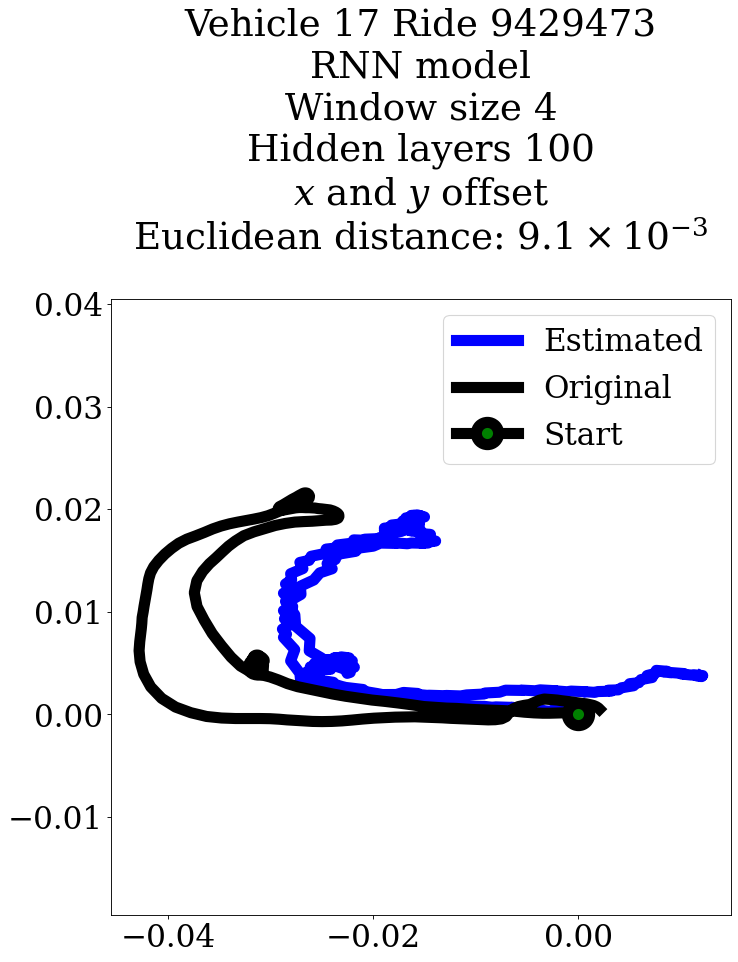 Vehicle 17 Ride 9429473
RNN model
Window size 4
Hidden layers 100
x and y offset
Euclidean distance: 9.1 × 10⁻³
Estimated
Original
Start
0.04
0.03
0.02
0.01
0.00
−0.01
−0.04
−0.02
0.00